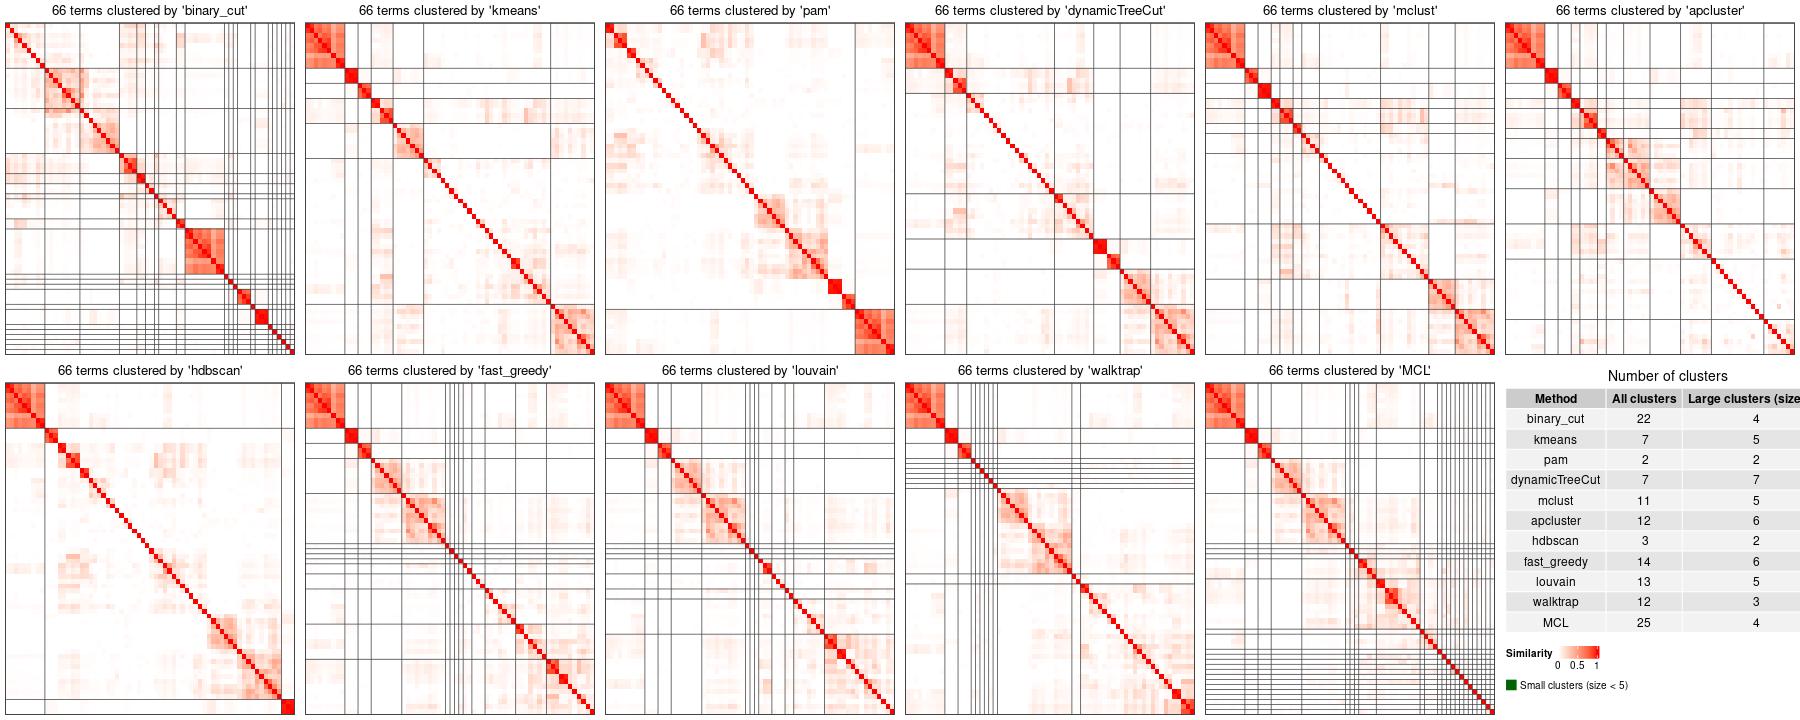 66 terms clustered by 'binary_cut'
66 terms clustered by 'kmeans'
66 terms clustered by 'pam'
66 terms clustered by 'dynamicTreeCut'
66 terms clustered by 'mclust'
66 terms clustered by 'apcluster'
66 terms clustered by 'hdbscan'
66 terms clustered by 'fast_greedy'
66 terms clustered by 'louvain'
66 terms clustered by 'walktrap'
66 terms clustered by 'MCL'
Number of clusters
Method All clusters Large clusters (size
binary_cut 22 4
kmeans 7 5
pam 2 2
dynamicTreeCut 7 7
mclust 11 5
apcluster 12 6
hdbscan 3 2
fast_greedy 14 6
louvain 13 5
walktrap 12 3
MCL 25 4
Similarity
0 0.5 1
Small clusters (size < 5)